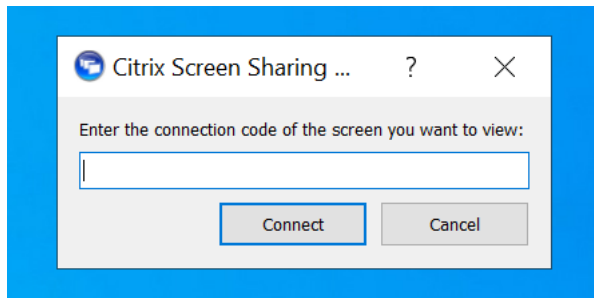 Citrix Screen Sharing ...
Enter the connection code of the screen you want to view:
Connect Cancel